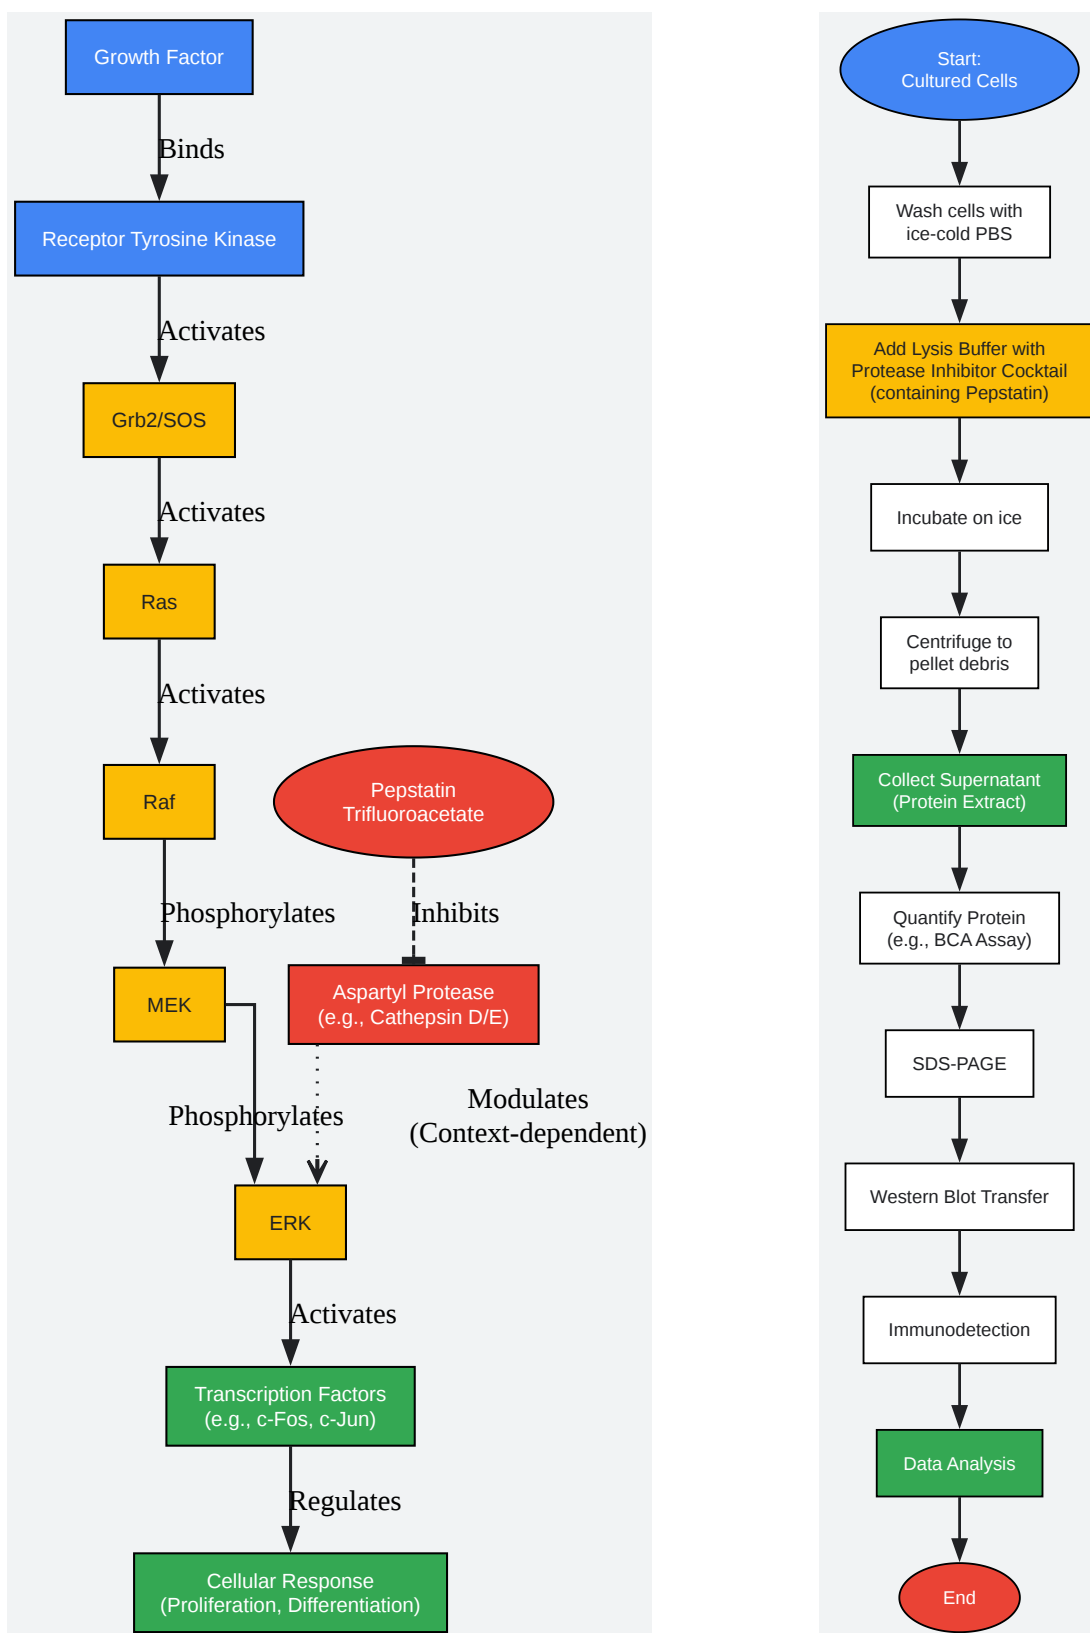 Growth Factor
Binds
Receptor Tyrosine Kinase
Activates
Grb2/SOS
Activates
Ras
Activates
Raf
Pepstatin
Trifluoroacetate
Phosphorylates
Inhibits
MEK
Aspartyl Protease
(e.g., Cathepsin D/E)
Phosphorylates
Modulates
(Context-dependent)
ERK
Activates
Transcription Factors
(e.g., c-Fos, c-Jun)
Regulates
Cellular Response
(Proliferation, Differentiation)
Start:
Cultured Cells
Wash cells with
ice-cold PBS
Add Lysis Buffer with
Protease Inhibitor Cocktail
(containing Pepstatin)
Incubate on ice
Centrifuge to
pellet debris
Collect Supernatant
(Protein Extract)
Quantify Protein
(e.g., BCA Assay)
SDS-PAGE
Western Blot Transfer
Immunodetection
Data Analysis
End